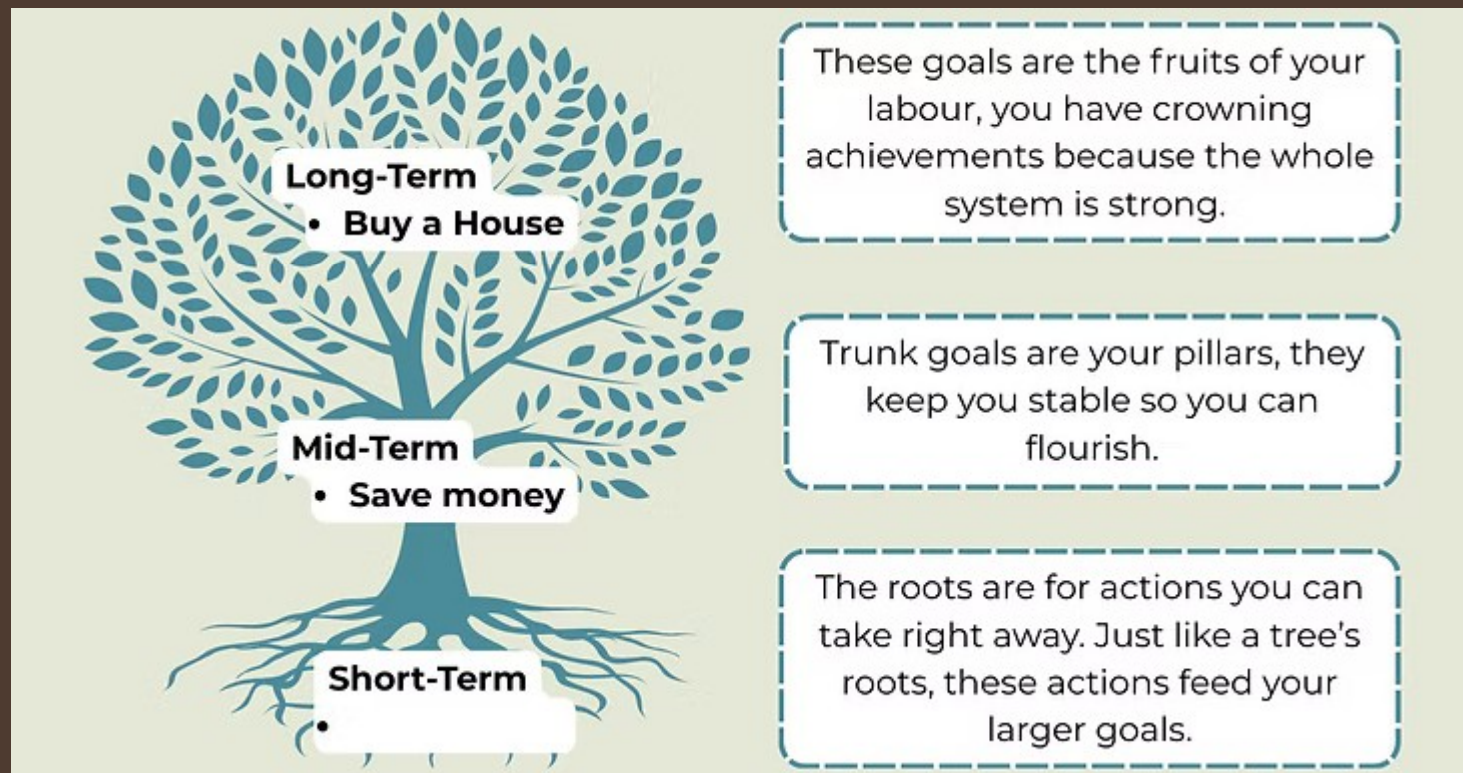 Long-Term
• Buy a House
Mid-Term
• Save money
Short-Term
•
These goals are the fruits of your
labour, you have crowning
achievements because the whole
system is strong.
Trunk goals are your pillars, they
keep you stable so you can
flourish.
The roots are for actions you can
take right away. Just like a tree's
roots, these actions feed your
larger goals.